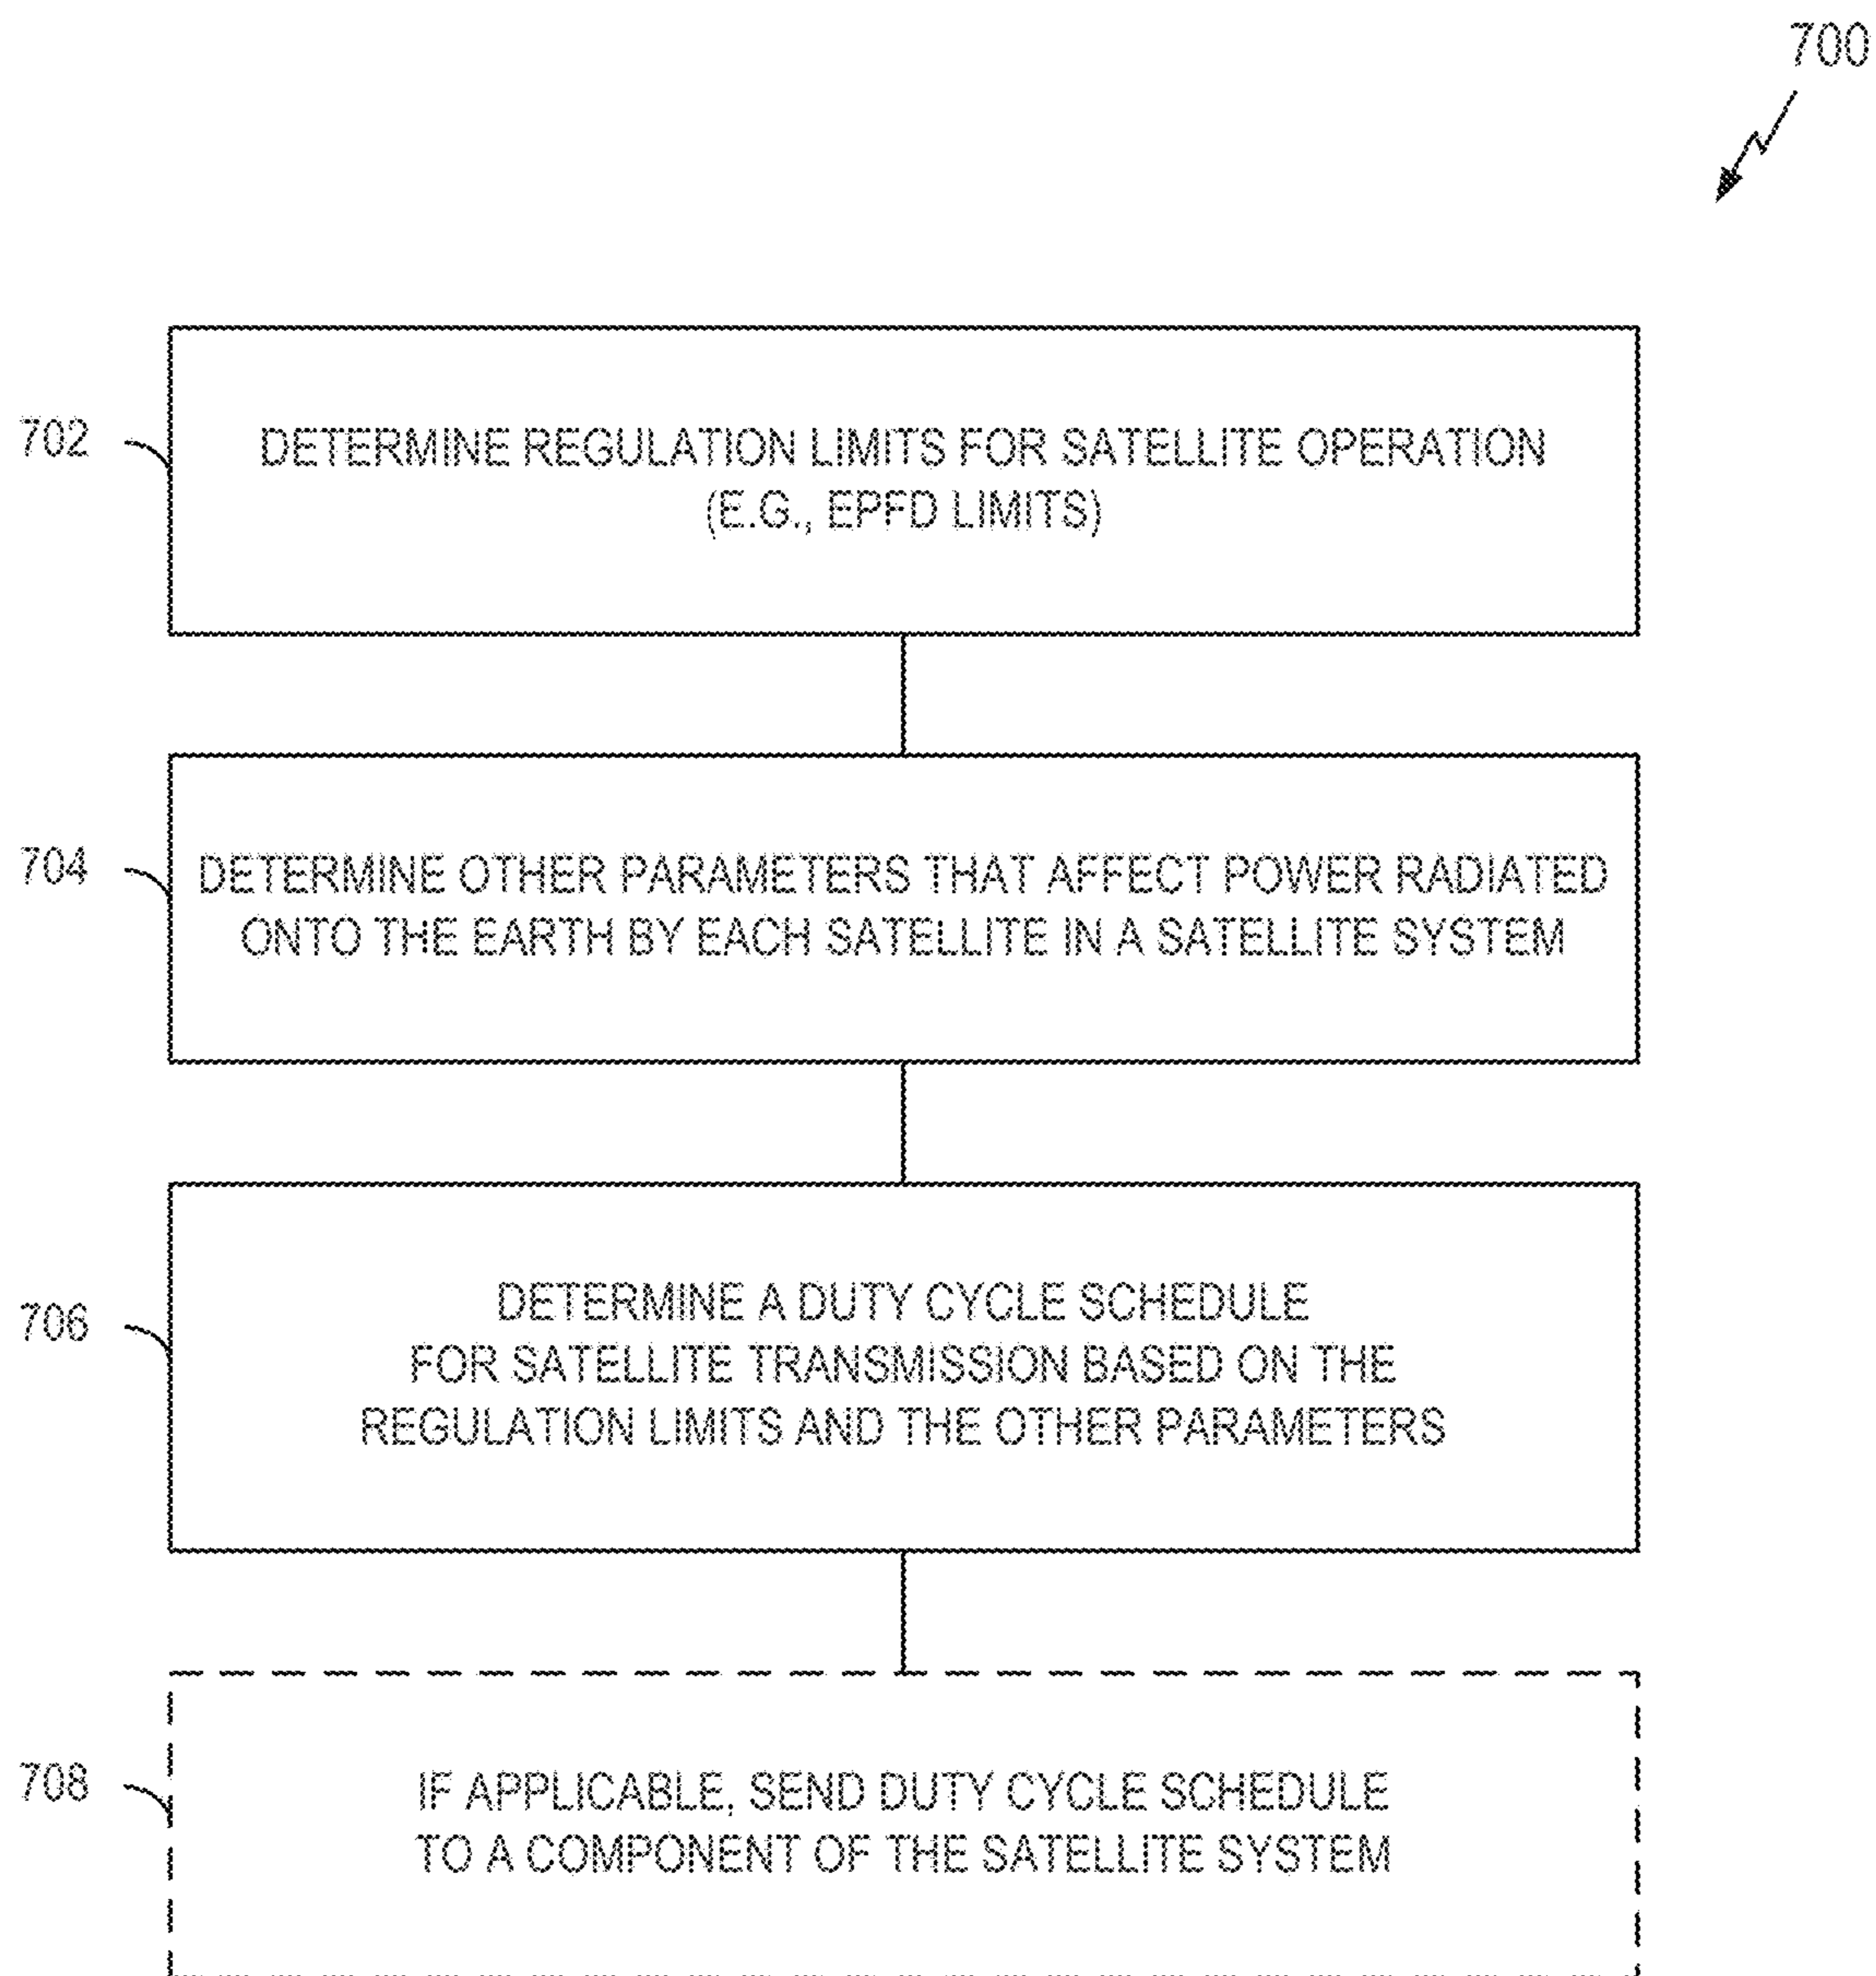 700
702
DETERMINE REGULATION LIMITS FOR SATELLITE OPERATION
(E.G., EPFD LIMITS)
704
DETERMINE OTHER PARAMETERS THAT AFFECT POWER RADIATED
ONTO THE EARTH BY EACH SATELLITE IN A SATELLITE SYSTEM
706
DETERMINE A DUTY CYCLE SCHEDULE
FOR SATELLITE TRANSMISSION BASED ON THE
REGULATION LIMITS AND THE OTHER PARAMETERS
708
IF APPLICABLE, SEND DUTY CYCLE SCHEDULE
TO A COMPONENT OF THE SATELLITE SYSTEM